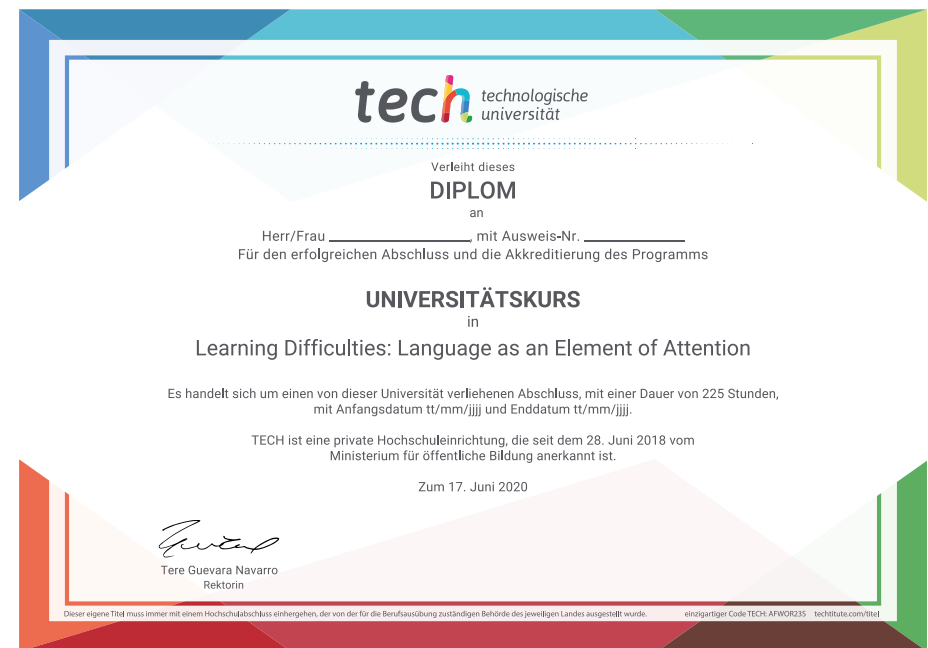 tech technologische
universität
Verleiht dieses
DIPLOM
an
Herr/Frau ____________________, mit Ausweis-Nr. ______________
Für den erfolgreichen Abschluss und die Akkreditierung des Programms
UNIVERSITÄTSKURS
in
Learning Difficulties: Language as an Element of Attention
Es handelt sich um einen von dieser Universität verliehenen Abschluss, mit einer Dauer von 225 Stunden,
mit Anfangsdatum tt/mm/jjjj und Enddatum tt/mm/jjjj.
TECH ist eine private Hochschuleinrichtung, die seit dem 28. Juni 2018 vom
Ministerium für öffentliche Bildung anerkannt ist.
Zum 17. Juni 2020
Tere Guevara Navarro
Rektorin
Dieser eigene Titel muss immer mit einem Hochschulabschluss einhergehen, der von der für die Berufsausübung zuständigen Behörde des jeweiligen Landes ausgestellt wurde. einzigartiger Code TECH: AFWOR23S techtitute.com/titel